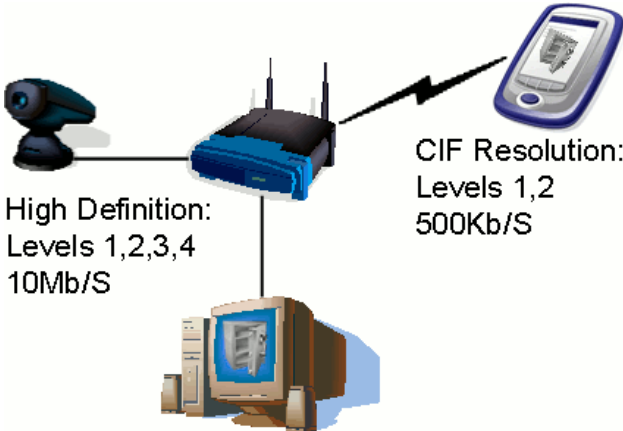 CIF Resolution:
Levels 1,2
500Kb/S
High Definition:
Levels 1,2,3,4
10Mb/S